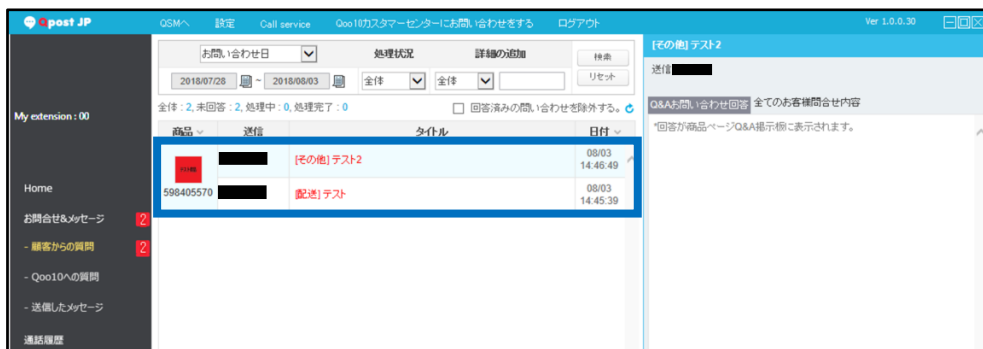 Qpost JP QSMへ 設定 Call service Qoo10カスタマーセンターにお問い合わせをする ログアウト Ver 1.0.0.30
My extension : 00
Home
お問合せ&メッセージ 2
- 顧客からの質問 2
- Qoo10への質問
- 送信したメッセージ
通話履歴
お問い合わせ日 処理状況 詳細の追加 検索
2018/07/28 ~ 2018/08/03 全体 全体 リセット
全体 : 2, 未回答 : 2, 処理中 : 0, 処理完了 : 0 回答済みの問い合わせを除外する。
商品 送信 タイトル 日付
[その他] テスト2 08/03
14:46:49
598405570 [配送] テスト 08/03
14:45:39
[その他] テスト2
送信
Q&Aお問い合わせ回答 全てのお客様問合せ内容
*回答が商品ページQ&A掲示板に表示されます。